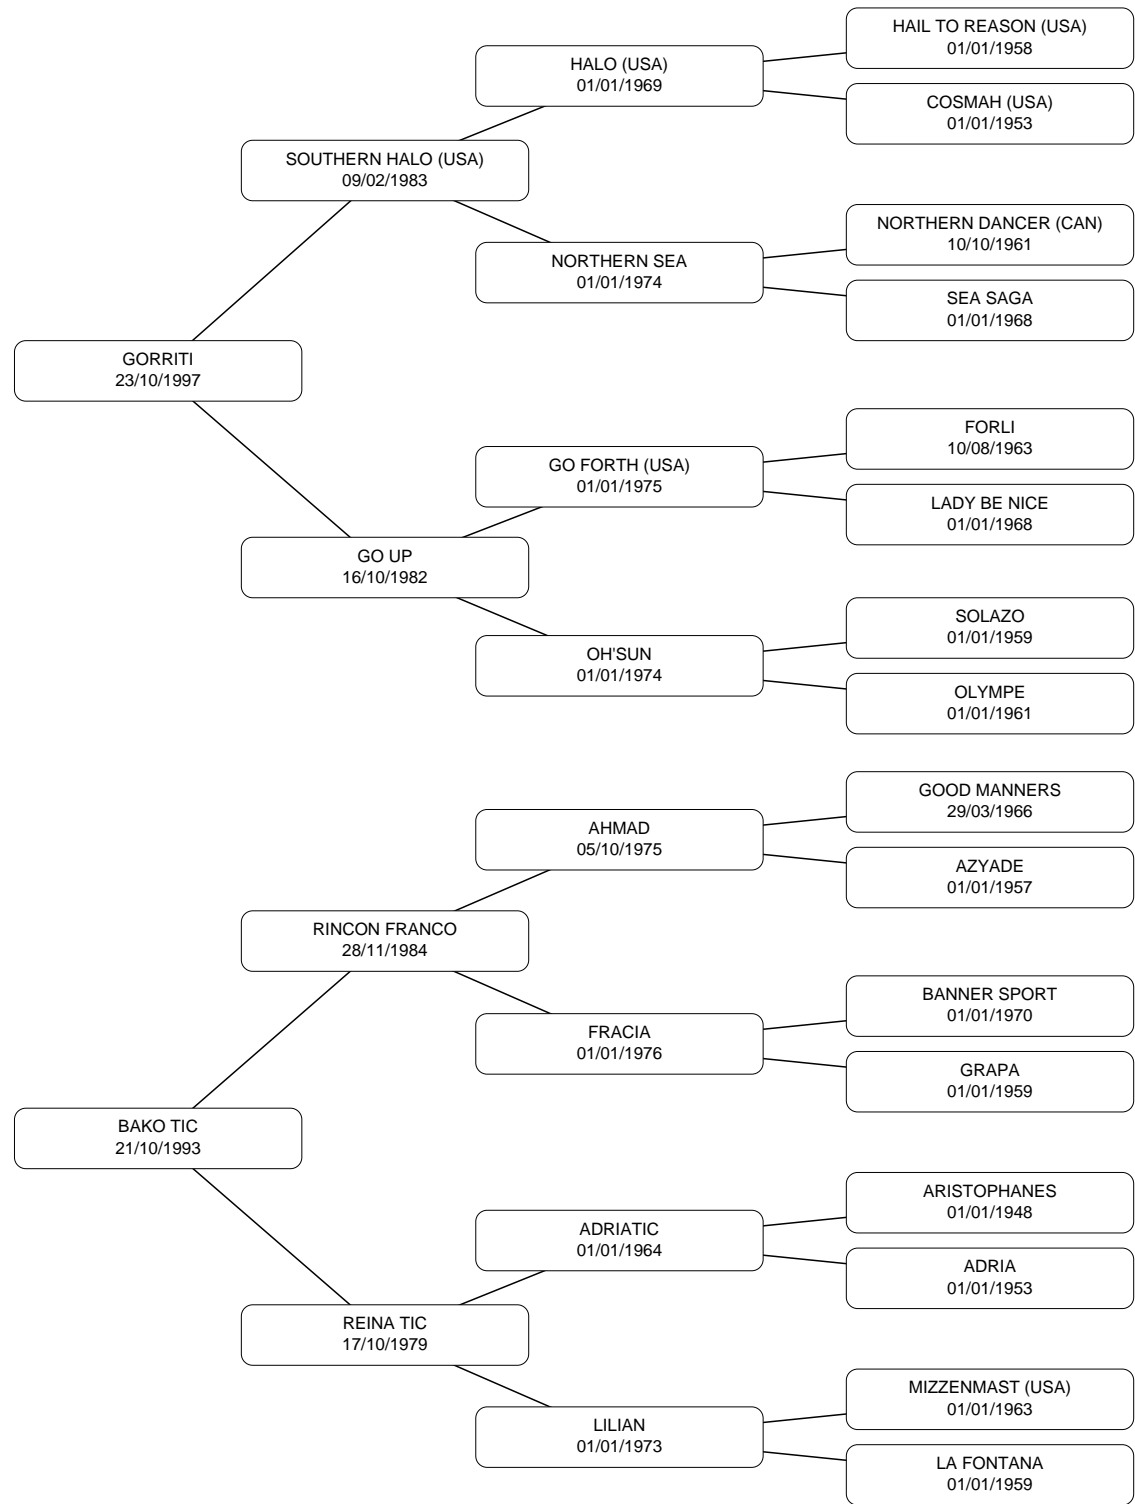 HAIL TO REASON (USA)
01/01/1958
HALO (USA)
01/01/1969
COSMAH (USA)
01/01/1953
SOUTHERN HALO (USA)
09/02/1983
NORTHERN DANCER (CAN)
10/10/1961
NORTHERN SEA
01/01/1974
SEA SAGA
01/01/1968
GORRITI
23/10/1997
FORLI
10/08/1963
GO FORTH (USA)
01/01/1975
LADY BE NICE
01/01/1968
GO UP
16/10/1982
SOLAZO
01/01/1959
OH'SUN
01/01/1974
OLYMPE
01/01/1961
GOOD MANNERS
29/03/1966
AHMAD
05/10/1975
AZYADE
01/01/1957
RINCON FRANCO
28/11/1984
BANNER SPORT
01/01/1970
FRACIA
01/01/1976
GRAPA
01/01/1959
BAKO TIC
21/10/1993
ARISTOPHANES
01/01/1948
ADRIATIC
01/01/1964
ADRIA
01/01/1953
REINA TIC
17/10/1979
MIZZENMAST (USA)
01/01/1963
LILIAN
01/01/1973
LA FONTANA
01/01/1959